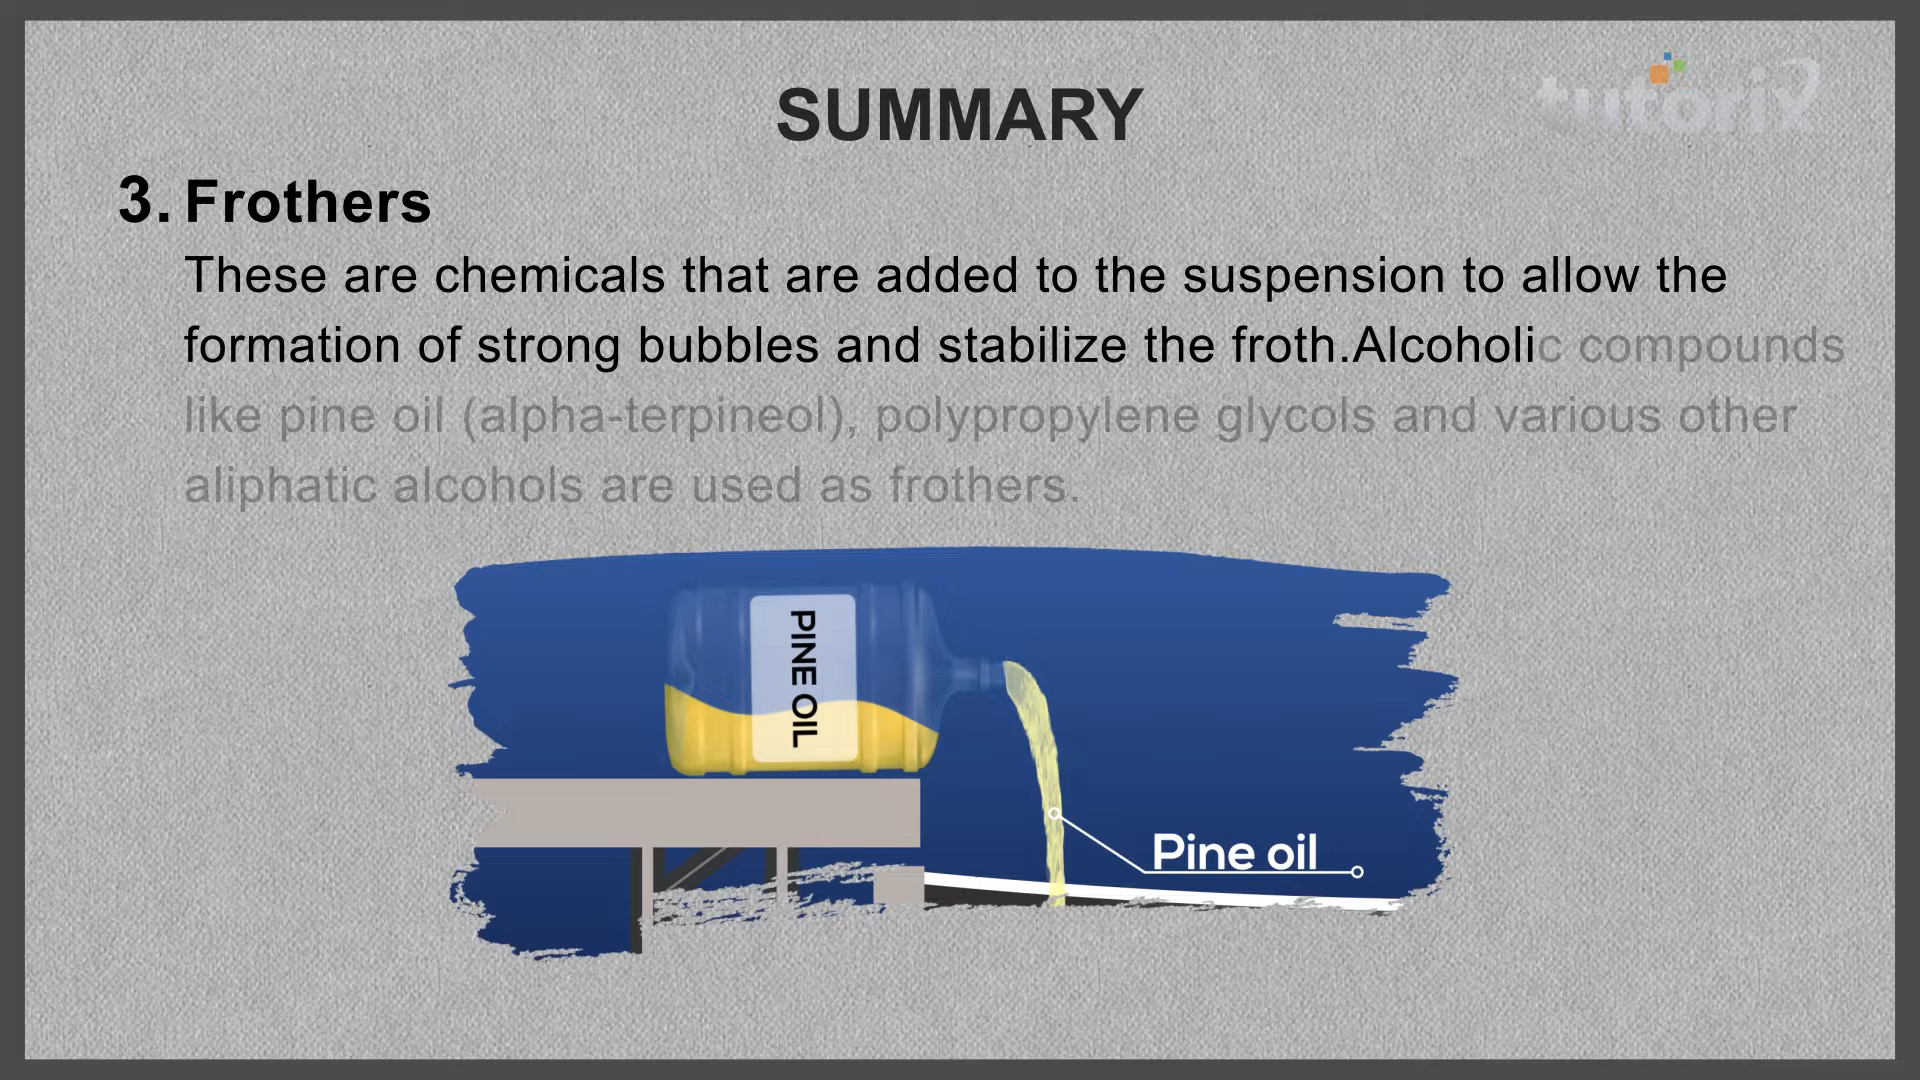 tutorix
SUMMARY
3. Frothers
These are chemicals that are added to the suspension to allow the
formation of strong bubbles and stabilize the froth.Alcoholic compounds
like pine oil (alpha-terpineol), polypropylene glycols and various other
aliphatic alcohols are used as frothers.
PINE OIL
Pine oil